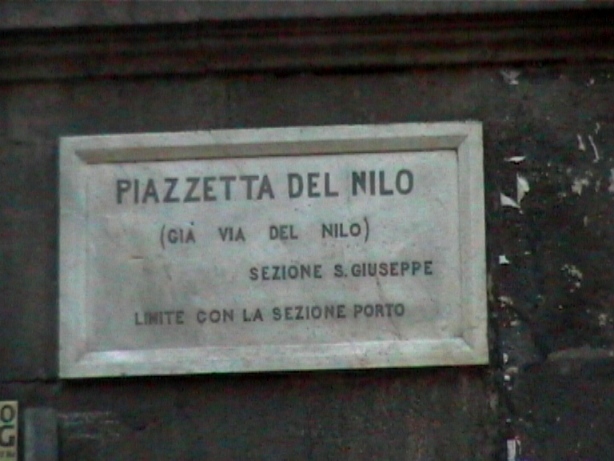 PIAZZETTA DEL NILO
(GIÀ VIA DEL NILO)
SEZIONE S. GIUSEPPE
LIMITE CON LA SEZIONE PORTO
O
G